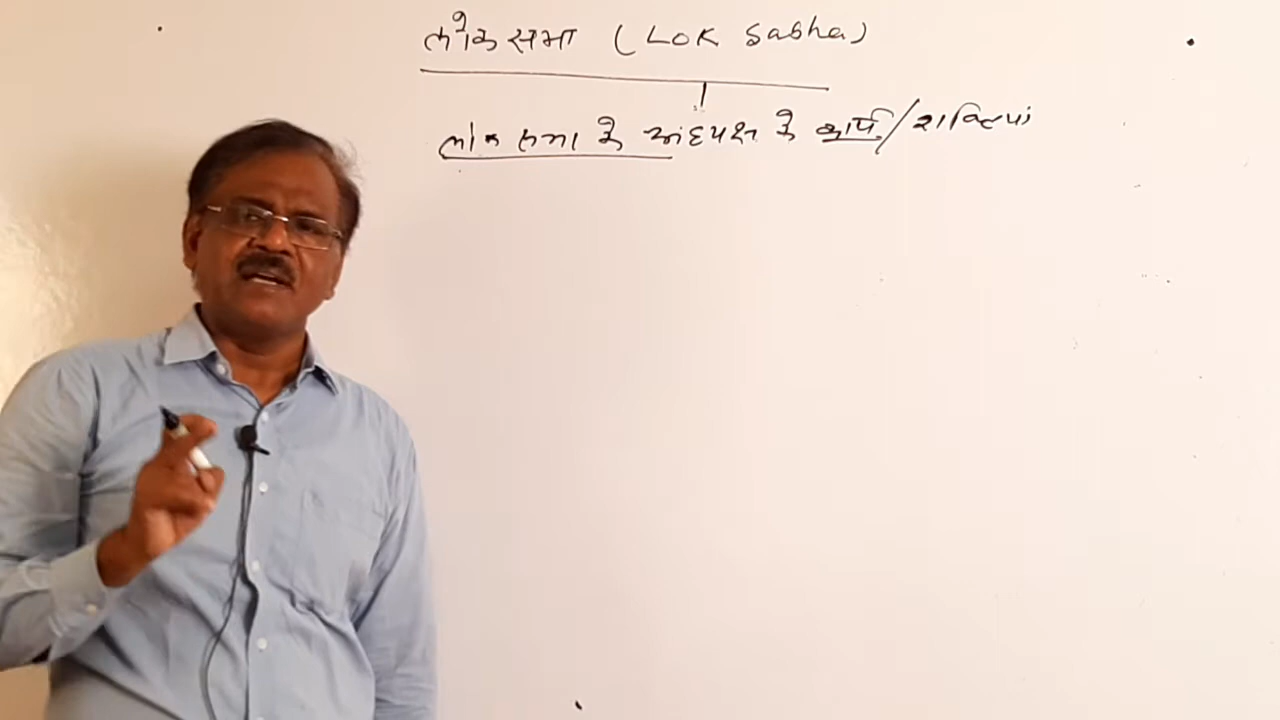 लोकसभा (LOK Sabha)
लोक सभा के अध्यक्ष के कार्य/शक्तियां